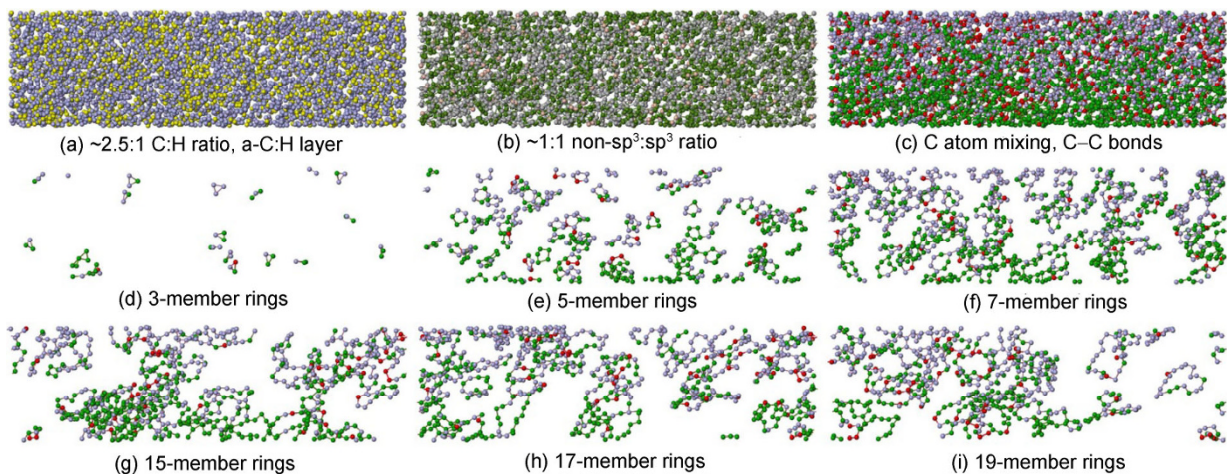 (a) ~2.5:1 C:H ratio, a-C:H layer
(b) ~1:1 non-sp³:sp³ ratio
(c) C atom mixing, C–C bonds
(d) 3-member rings
(e) 5-member rings
(f) 7-member rings
(g) 15-member rings
(h) 17-member rings
(i) 19-member rings